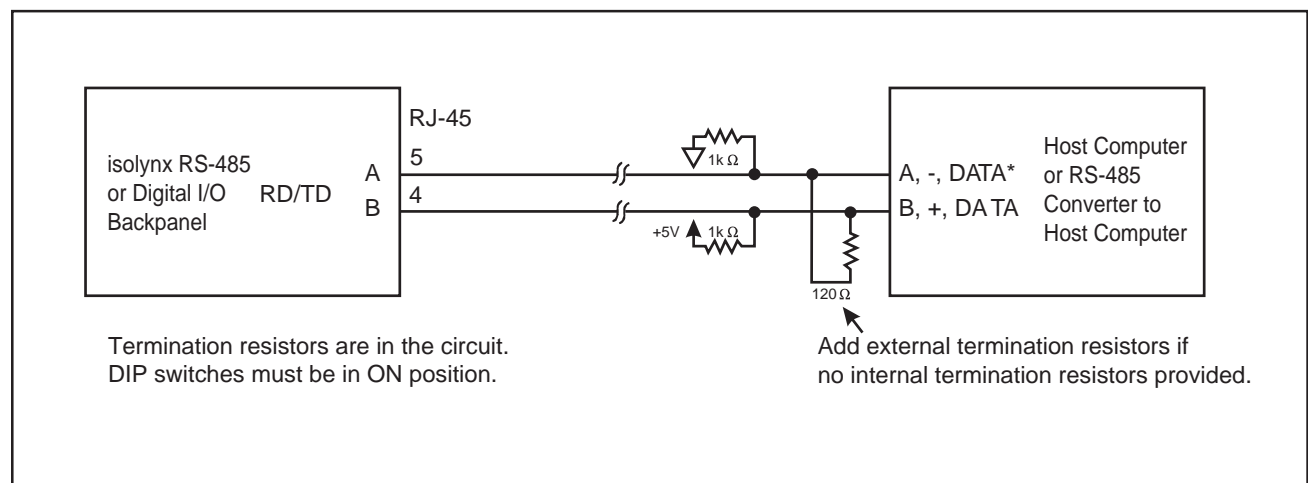 RJ-45
isolynx RS-485
or Digital I/O
Backpanel
RD/TD
A
B
5
4
1k Ω
+5V
1k Ω
120 Ω
A, -, DATA*
B, +, DATA
Host Computer
or RS-485
Converter to
Host Computer
Termination resistors are in the circuit.
DIP switches must be in ON position.
Add external termination resistors if
no internal termination resistors provided.